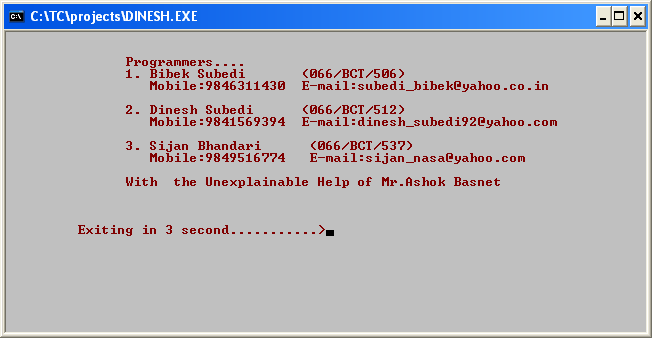 C:\TC\projects\DINESH.EXE
Programmers....
1. Bibek Subedi (066/BCT/506)
Mobile:9846311430 E-mail:subedi_bibek@yahoo.co.in
2. Dinesh Subedi (066/BCT/512)
Mobile:9841569394 E-mail:dinesh_subedi92@yahoo.com
3. Sijan Bhandari (066/BCT/537)
Mobile:9849516774 E-mail:sijan_nasa@yahoo.com
With the Unexplainable Help of Mr.Ashok Basnet
Exiting in 3 second...........>